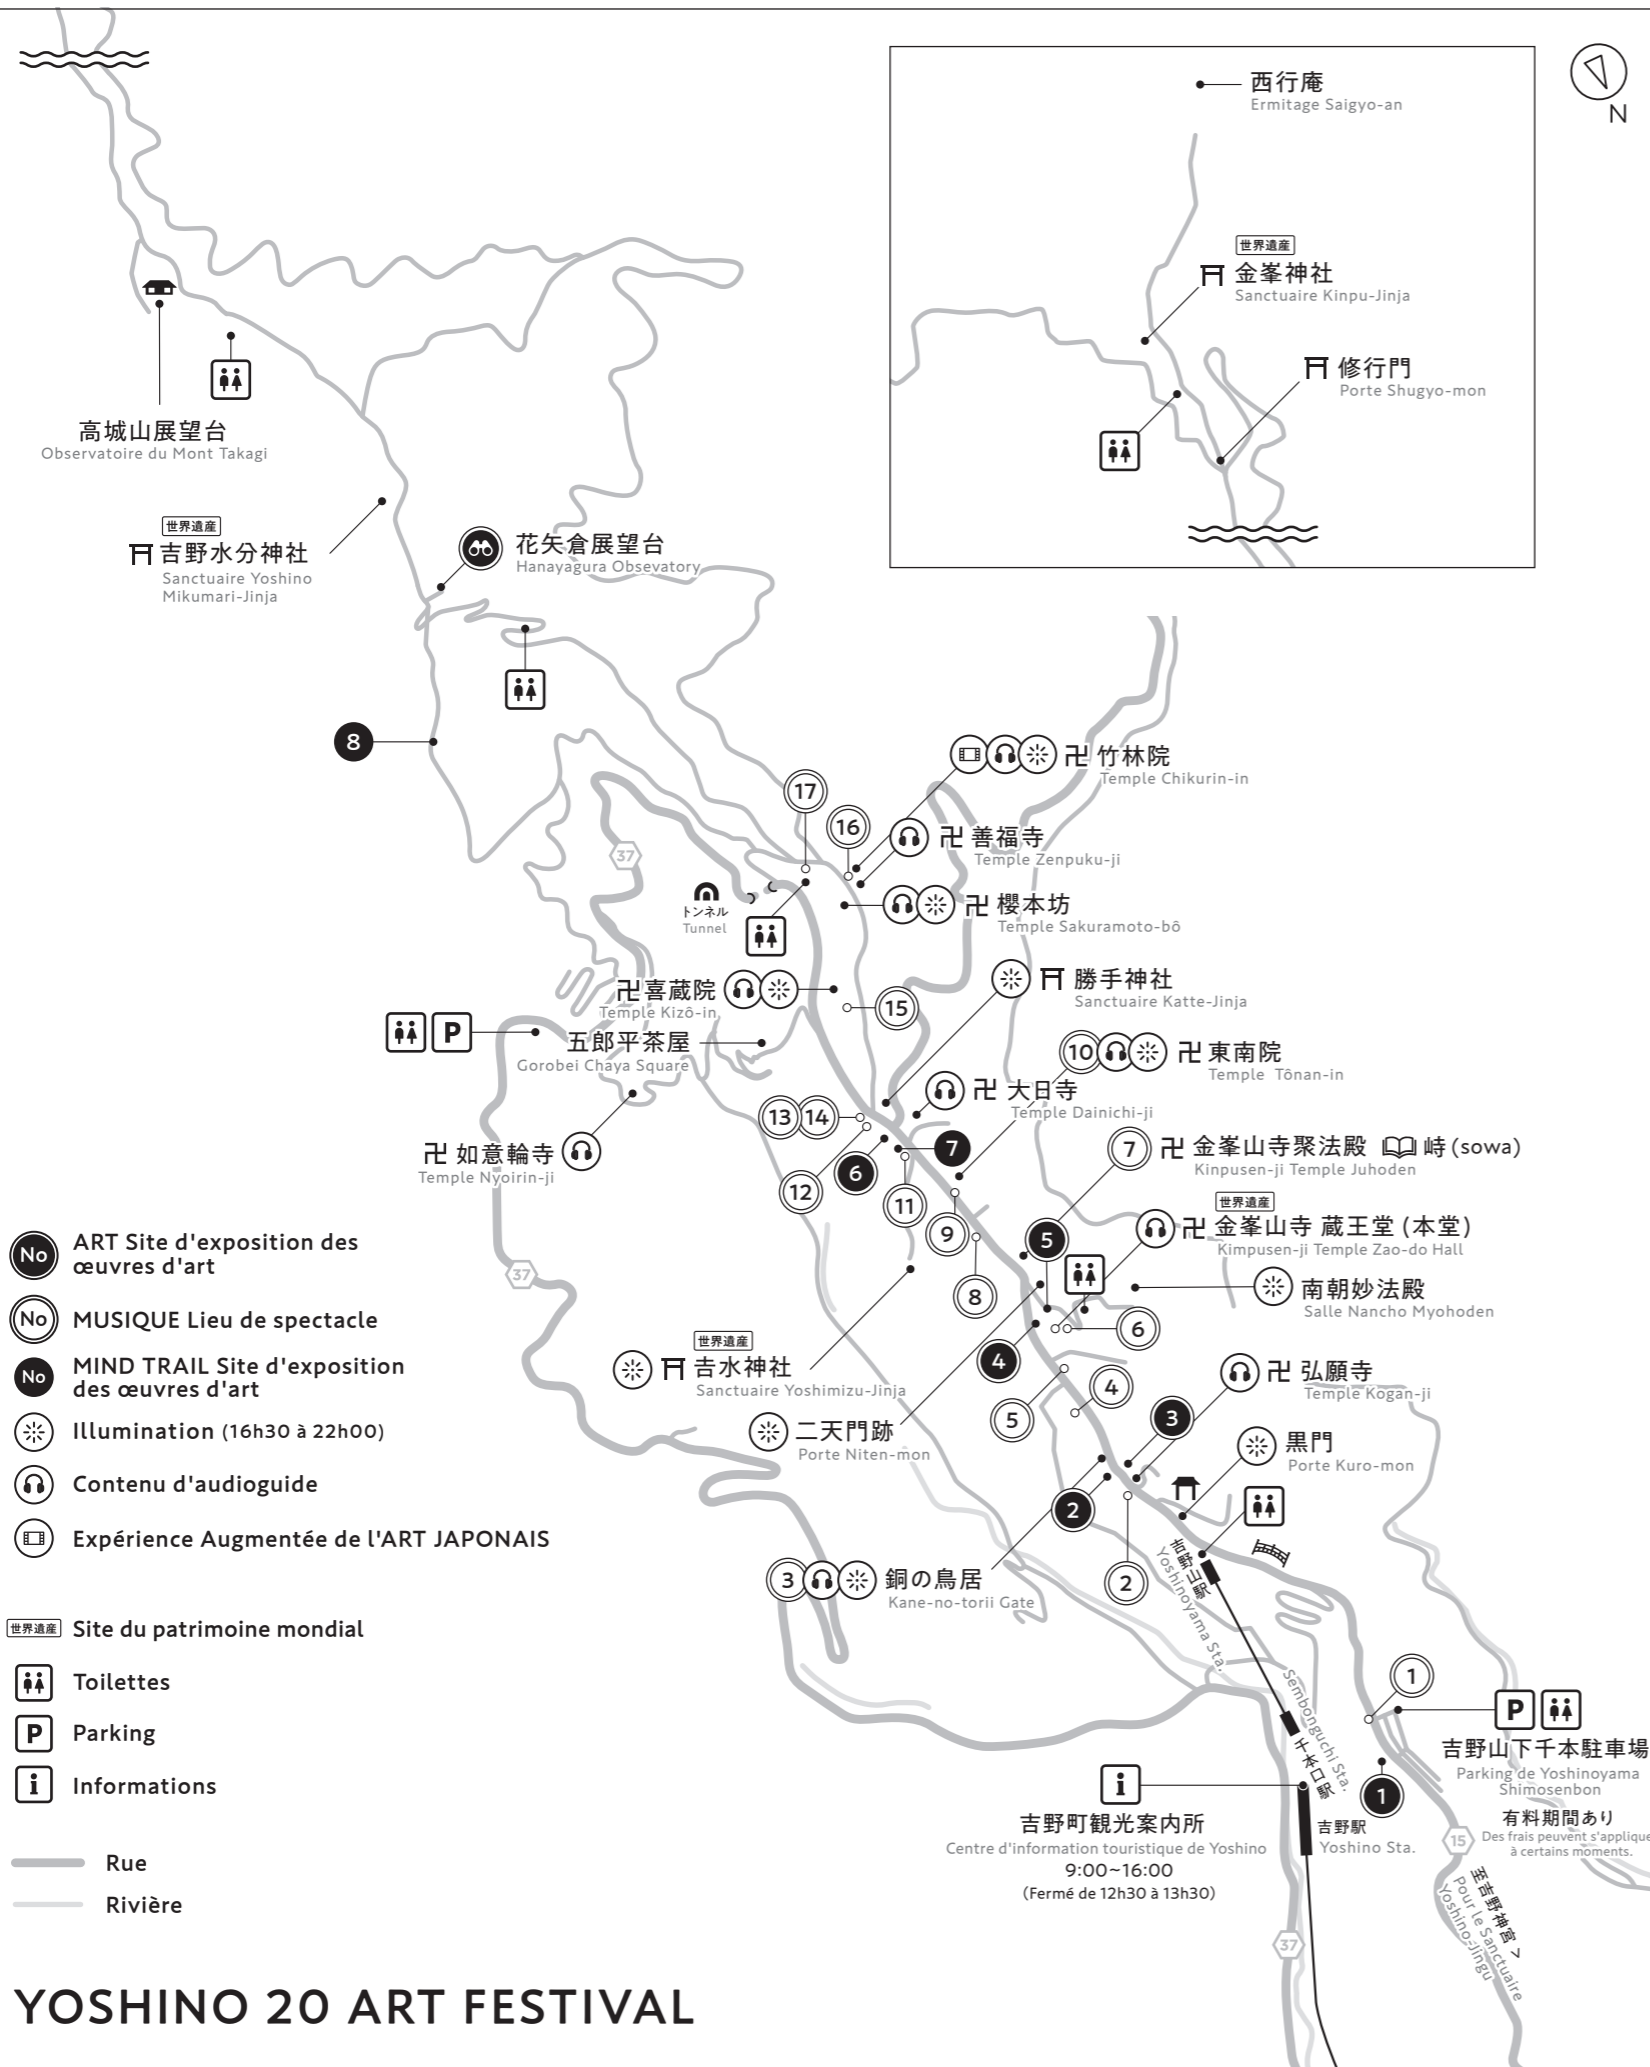 西行庵
Ermitage Saigyo-an
N
世界遺産
金峯神社
Sanctuaire Kinpu-Jinja
修行門
Porte Shugyo-mon
高城山展望台
Observatoire du Mont Takagi
世界遺産
吉野水分神社
Sanctuaire Yoshino
Mikumari-Jinja
花矢倉展望台
Hanayagura Obsevatory
8
17
16
卍 竹林院
Temple Chikurin-in
卍 善福寺
Temple Zenpuku-ji
37
トンネル
Tunnel
卍 櫻本坊
Temple Sakuramoto-bô
卍喜蔵院
Temple Kizô-in
15
勝手神社
Sanctuaire Katte-Jinja
P
五郎平茶屋
Gorobei Chaya Square
10
卍 東南院
Temple Tônan-in
卍 大日寺
Temple Dainichi-ji
13
14
卍 如意輪寺
Temple Nyoirin-ji
12
6
7
11
9
7
卍 金峯山寺聚法殿 峙 (sowa)
Kinpusen-ji Temple Juhoden
世界遺産
卍 金峯山寺 蔵王堂 (本堂)
Kimpusen-ji Temple Zao-do Hall
5
8
南朝妙法殿
Salle Nancho Myohoden
6
37
世界遺産
吉水神社
Sanctuaire Yoshimizu-Jinja
4
5
4
卍 弘願寺
Temple Kogan-ji
二天門跡
Porte Niten-mon
3
黒門
Porte Kuro-mon
2
3
銅の鳥居
Kane-no-torii Gate
2
吉野山駅
Yoshinoyama Sta.
千本口駅
Sembonguchi Sta.
1
P
吉野山下千本駐車場
Parking de Yoshinoyama
Shimosenbon
有料期間あり
Des frais peuvent s'applique
à certains moments.
1
i
吉野町観光案内所
Centre d'information touristique de Yoshino
9:00~16:00
(Fermé de 12h30 à 13h30)
吉野駅
Yoshino Sta.
15
至吉野神宮 >
Pour le Sanctuaire
Yoshino-Jingu
37
No ART Site d'exposition des
œuvres d'art
No MUSIQUE Lieu de spectacle
No MIND TRAIL Site d'exposition
des œuvres d'art
Illumination (16h30 à 22h00)
Contenu d'audioguide
Expérience Augmentée de l'ART JAPONAIS
世界遺産 Site du patrimoine mondial
Toilettes
P Parking
i Informations
Rue
Rivière
YOSHINO 20 ART FESTIVAL